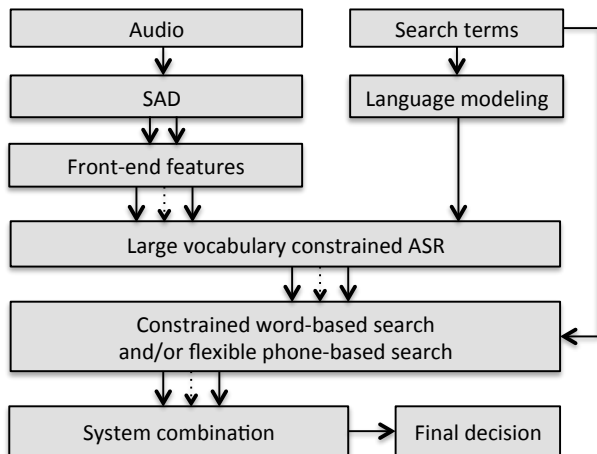 Audio
Search terms
SAD
Language modeling
Front-end features
Large vocabulary constrained ASR
Constrained word-based search
and/or flexible phone-based search
System combination
Final decision